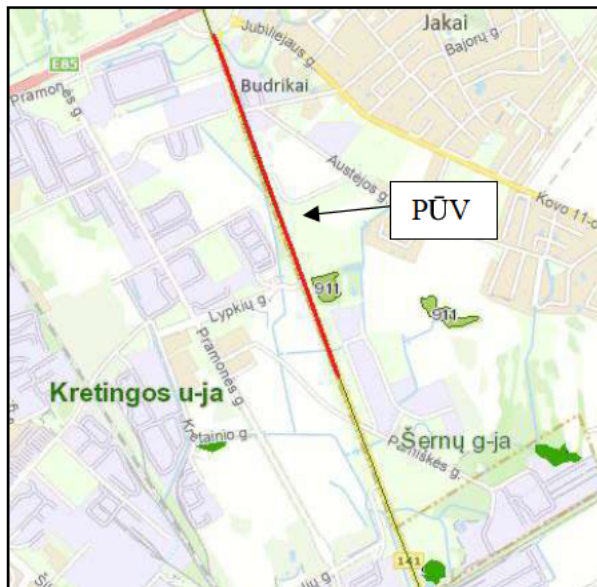 Jakai
Jubiliejaus g.
Bajorų g.
E85
Budrikai
Pramonės g.
Austėjos g.
PŪV
Kovo 11-o
911
911
Lypkių g.
Pramonės g.
Kretingos u-ja
Kretainio g.
Šernų g-ja
141